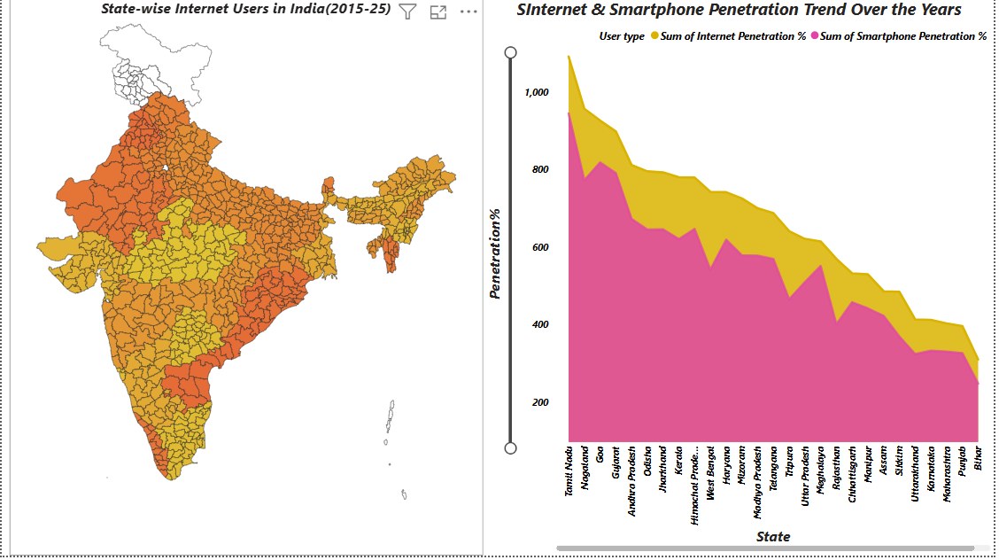 State-wise Internet Users in India(2015-25)
SInternet & Smartphone Penetration Trend Over the Years
User type Sum of Internet Penetration % Sum of Smartphone Penetration %
1,000
800
600
400
200
Penetration%
Tamil Nadu
Nagaland
Goa
Gujarat
Andhra Pradesh
Odisha
Jharkhand
Kerala
Himachal Prade...
West Bengal
Haryana
Mizoram
Madhya Pradesh
Telangana
Tripura
Uttar Pradesh
Meghalaya
Rajasthan
Chhattisgarh
Manipur
Assam
Sikkim
Uttarakhand
Karnataka
Maharashtra
Punjab
Bihar
State